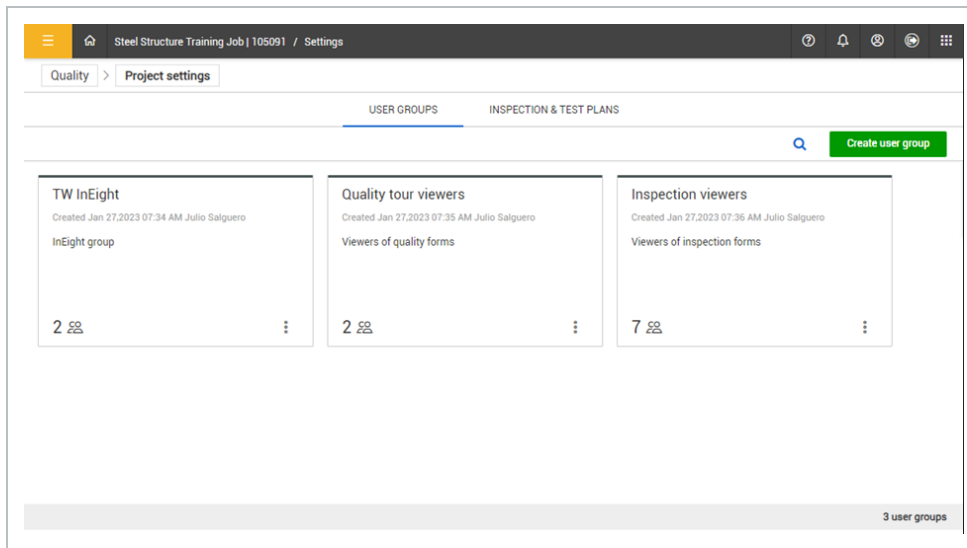 Steel Structure Training Job | 105091 / Settings
Quality > Project settings
USER GROUPS INSPECTION & TEST PLANS
Create user group
TW InEight
Created Jan 27,2023 07:34 AM Julio Salguero
InEight group
2
Quality tour viewers
Created Jan 27,2023 07:35 AM Julio Salguero
Viewers of quality forms
2
Inspection viewers
Created Jan 27,2023 07:36 AM Julio Salguero
Viewers of inspection forms
7
3 user groups